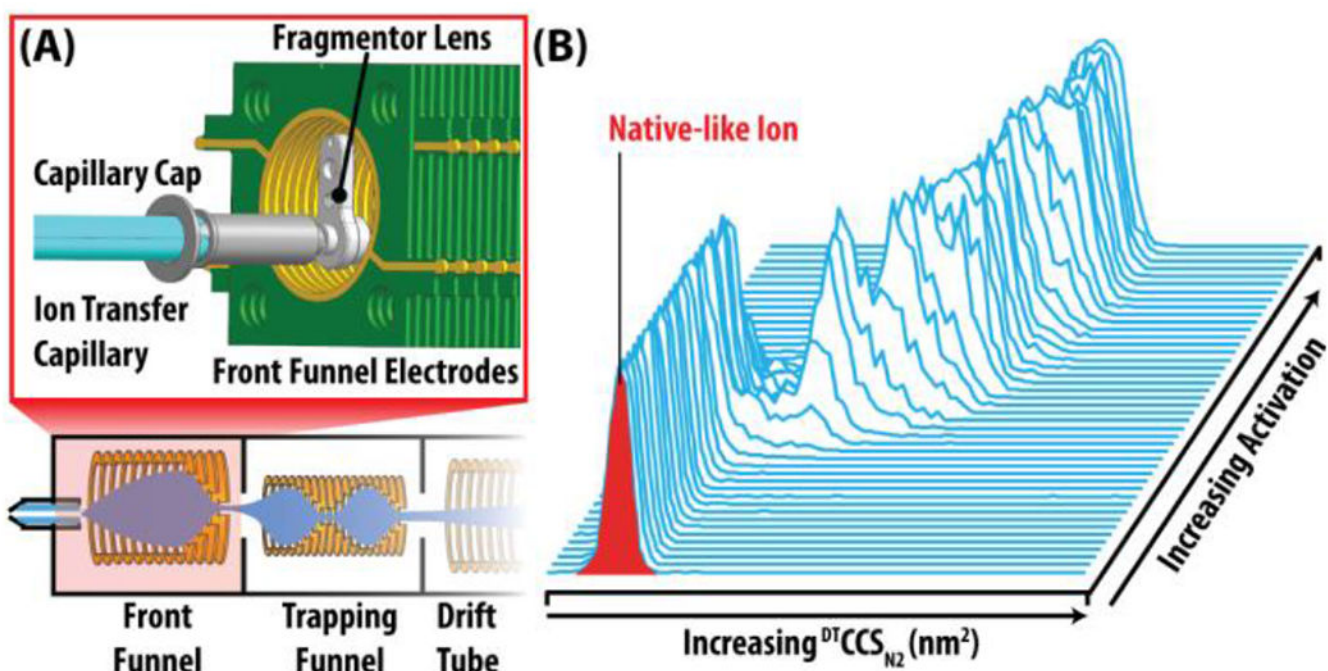 (A)
Fragmentor Lens
Capillary Cap
Ion Transfer
Capillary
Front Funnel Electrodes
Front
Funnel
Trapping
Funnel
Drift
Tube
(B)
Native-like Ion
Increasing Activation
Increasing ᴰᵀCCS_N2 (nm²)